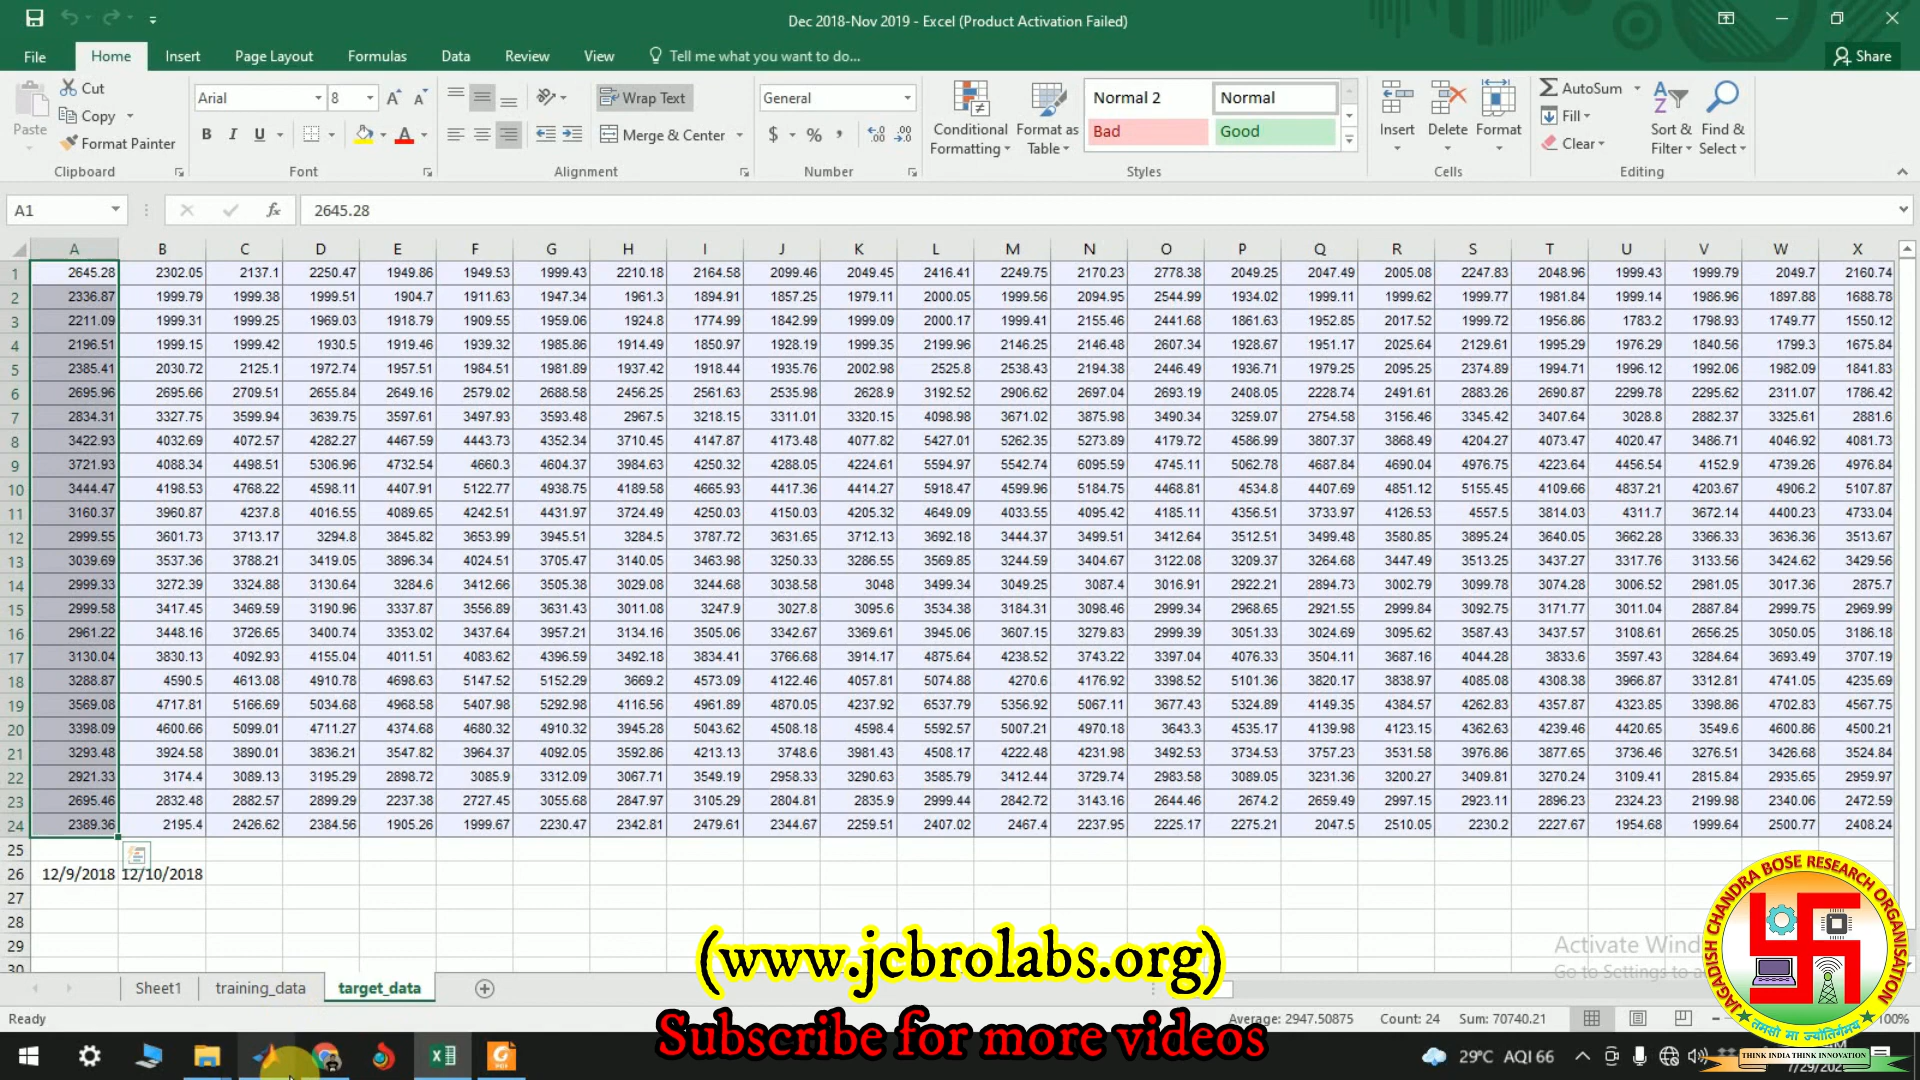 Dec 2018-Nov 2019 - Excel (Product Activation Failed)
File Home Insert Page Layout Formulas Data Review View Tell me what you want to do... Share
Paste Cut Copy Format Painter Clipboard
Arial 8 B I U Font
Wrap Text Merge & Center Alignment
General $ % Number
Conditional Formatting Format as Table Normal 2 Normal Bad Good Styles
Insert Delete Format Cells
AutoSum Fill Clear Sort & Filter Find & Select Editing
A1 fx 2645.28
A B C D E F G H I J K L M N O P Q R S T U V W X
1 2645.28 2302.05 2137.1 2250.47 1949.86 1949.53 1999.43 2210.18 2164.58 2099.46 2049.45 2416.41 2249.75 2170.23 2778.38 2049.25 2047.49 2005.08 2247.83 2048.96 1999.43 1999.79 2049.7 2160.74
2 2336.87 1999.79 1999.38 1999.51 1904.7 1911.63 1947.34 1961.3 1894.91 1857.25 1979.11 2000.05 1999.56 2094.95 2544.99 1934.02 1999.11 1999.62 1999.77 1981.84 1999.14 1986.96 1897.88 1688.78
3 2211.09 1999.31 1999.25 1969.03 1918.79 1909.55 1959.06 1924.8 1774.99 1842.99 1999.09 2000.17 1999.41 2155.46 2441.68 1861.63 1952.85 2017.52 1999.72 1956.86 1783.2 1798.93 1749.77 1550.12
4 2196.51 1999.15 1999.42 1930.5 1919.46 1939.32 1985.86 1914.49 1850.97 1928.19 1999.35 2199.96 2146.25 2146.48 2607.34 1928.67 1951.17 2025.64 2129.61 1995.29 1976.29 1840.56 1799.3 1675.84
5 2385.41 2030.72 2125.1 1972.74 1957.51 1984.51 1981.89 1937.42 1918.44 1935.76 2002.98 2525.8 2538.43 2194.38 2446.49 1936.71 1979.25 2095.25 2374.89 1994.71 1996.12 1992.06 1982.09 1841.83
6 2695.96 2695.66 2709.51 2655.84 2649.16 2579.02 2688.58 2456.25 2561.63 2535.98 2628.9 3192.52 2906.62 2697.04 2693.19 2408.05 2228.74 2491.61 2883.26 2690.87 2299.78 2295.62 2311.07 1786.42
7 2834.31 3327.75 3599.94 3639.75 3597.61 3497.93 3593.48 2967.5 3218.15 3311.01 3320.15 4098.98 3671.02 3875.98 3490.34 3259.07 2754.58 3156.46 3345.42 3407.64 3028.8 2882.37 3325.61 2881.6
8 3422.93 4032.69 4072.57 4282.27 4467.59 4443.73 4352.34 3710.45 4147.87 4173.48 4077.82 5427.01 5262.35 5273.89 4179.72 4586.99 3807.37 3868.49 4204.27 4073.47 4020.47 3486.71 4046.92 4081.73
9 3721.93 4088.34 4498.51 5306.96 4732.54 4660.3 4604.37 3984.63 4250.32 4288.05 4224.61 5594.97 5542.74 6095.59 4745.11 5062.78 4687.84 4690.04 4976.75 4223.64 4456.54 4152.9 4739.26 4976.84
10 3444.47 4198.53 4768.22 4598.11 4407.91 5122.77 4938.75 4189.58 4665.93 4417.36 4414.27 5918.47 4599.96 5184.75 4468.81 4534.8 4407.69 4851.12 5155.45 4109.66 4837.21 4203.67 4906.2 5107.87
11 3160.37 3960.87 4237.8 4016.55 4089.65 4242.51 4431.97 3724.49 4250.03 4150.03 4205.32 4649.09 4033.55 4095.42 4185.11 4356.51 3733.97 4126.53 4557.5 3814.03 4311.7 3672.14 4400.23 4733.04
12 2999.55 3601.73 3713.17 3294.8 3845.82 3653.99 3945.51 3284.5 3787.72 3631.65 3712.13 3692.18 3444.37 3499.51 3412.64 3512.51 3499.48 3580.85 3895.24 3640.05 3662.28 3366.33 3636.36 3513.67
13 3039.69 3537.36 3788.21 3419.05 3896.34 4024.51 3705.47 3140.05 3463.98 3250.33 3286.55 3569.85 3244.59 3404.67 3122.08 3209.37 3264.68 3447.49 3513.25 3437.27 3317.76 3133.56 3424.62 3429.56
14 2999.33 3272.39 3324.88 3130.64 3284.6 3412.66 3505.38 3029.08 3244.68 3038.58 3048 3499.34 3049.25 3087.4 3016.91 2922.21 2894.73 3002.79 3099.78 3074.28 3006.52 2981.05 3017.36 2875.7
15 2999.58 3417.45 3469.59 3190.96 3337.87 3556.89 3631.43 3011.08 3247.9 3027.8 3095.6 3534.38 3184.31 3098.46 2999.34 2968.65 2921.55 2999.84 3092.75 3171.77 3011.04 2887.84 2999.75 2969.99
16 2961.22 3448.16 3726.65 3400.74 3353.02 3437.64 3957.21 3134.16 3505.06 3342.67 3369.61 3945.06 3607.15 3279.83 2999.39 3051.33 3024.69 3095.62 3587.43 3437.57 3108.61 2656.25 3050.05 3186.18
17 3130.04 3830.13 4092.93 4155.04 4011.51 4083.62 4396.59 3492.18 3834.41 3766.68 3914.17 4875.64 4238.52 3743.22 3397.04 4076.33 3504.11 3687.16 4044.28 3833.6 3597.43 3284.64 3693.49 3707.19
18 3288.87 4590.5 4613.08 4910.78 4698.63 5147.52 5152.29 3669.2 4573.09 4122.46 4057.81 5074.88 4270.6 4176.92 3398.52 5101.36 3820.17 3838.97 4085.08 4308.38 3966.87 3312.81 4741.05 4235.69
19 3569.08 4717.81 5166.69 5034.68 4968.58 5407.98 5292.98 4116.56 4961.89 4870.05 4237.92 6537.79 5356.92 5067.11 3677.43 5324.89 4149.35 4384.57 4262.83 4357.87 4323.85 3398.86 4702.83 4567.75
20 3398.09 4600.66 5099.01 4711.27 4374.68 4680.32 4910.32 3945.28 5043.62 4508.18 4598.4 5592.57 5007.21 4970.18 3643.3 4535.17 4139.98 4123.15 4362.63 4239.46 4420.65 3549.6 4600.86 4500.21
21 3293.48 3924.58 3890.01 3836.21 3547.82 3964.37 4092.05 3592.86 4213.13 3748.6 3981.43 4508.17 4222.48 4231.98 3492.53 3734.53 3757.23 3531.58 3976.86 3877.65 3736.46 3276.51 3426.68 3524.84
22 2921.33 3174.4 3089.13 3195.29 2898.72 3085.9 3312.09 3067.71 3549.19 2958.33 3290.63 3585.79 3412.44 3729.74 2983.58 3089.05 3231.36 3200.27 3409.81 3270.24 3109.41 2815.84 2935.65 2959.97
23 2695.46 2832.48 2882.57 2899.29 2237.38 2727.45 3055.68 2847.97 3105.29 2804.81 2835.9 2999.44 2842.72 3143.16 2644.46 2674.2 2659.49 2997.15 2923.11 2896.23 2324.23 2199.98 2340.06 2472.59
24 2389.36 2195.4 2426.62 2384.56 1905.26 1999.67 2230.47 2342.81 2479.61 2344.67 2259.51 2407.02 2467.4 2237.95 2225.17 2275.21 2047.5 2510.05 2230.2 2227.67 1954.68 1999.64 2500.77 2408.24
25
26 12/9/2018 12/10/2018
27
28
29
30
(www.jcbrolabs.org)
Activate Wind
Go to Settings to a
Sheet1 training_data target_data
Subscribe for more videos
Ready Average: 2947.50875 Count: 24 Sum: 70740.21 100%
29°C AQI 66
JAGADISH CHANDRA BOSE RESEARCH ORGANISATION
तमसो मा ज्योतिर्गमय
THINK INDIA THINK INNOVATION